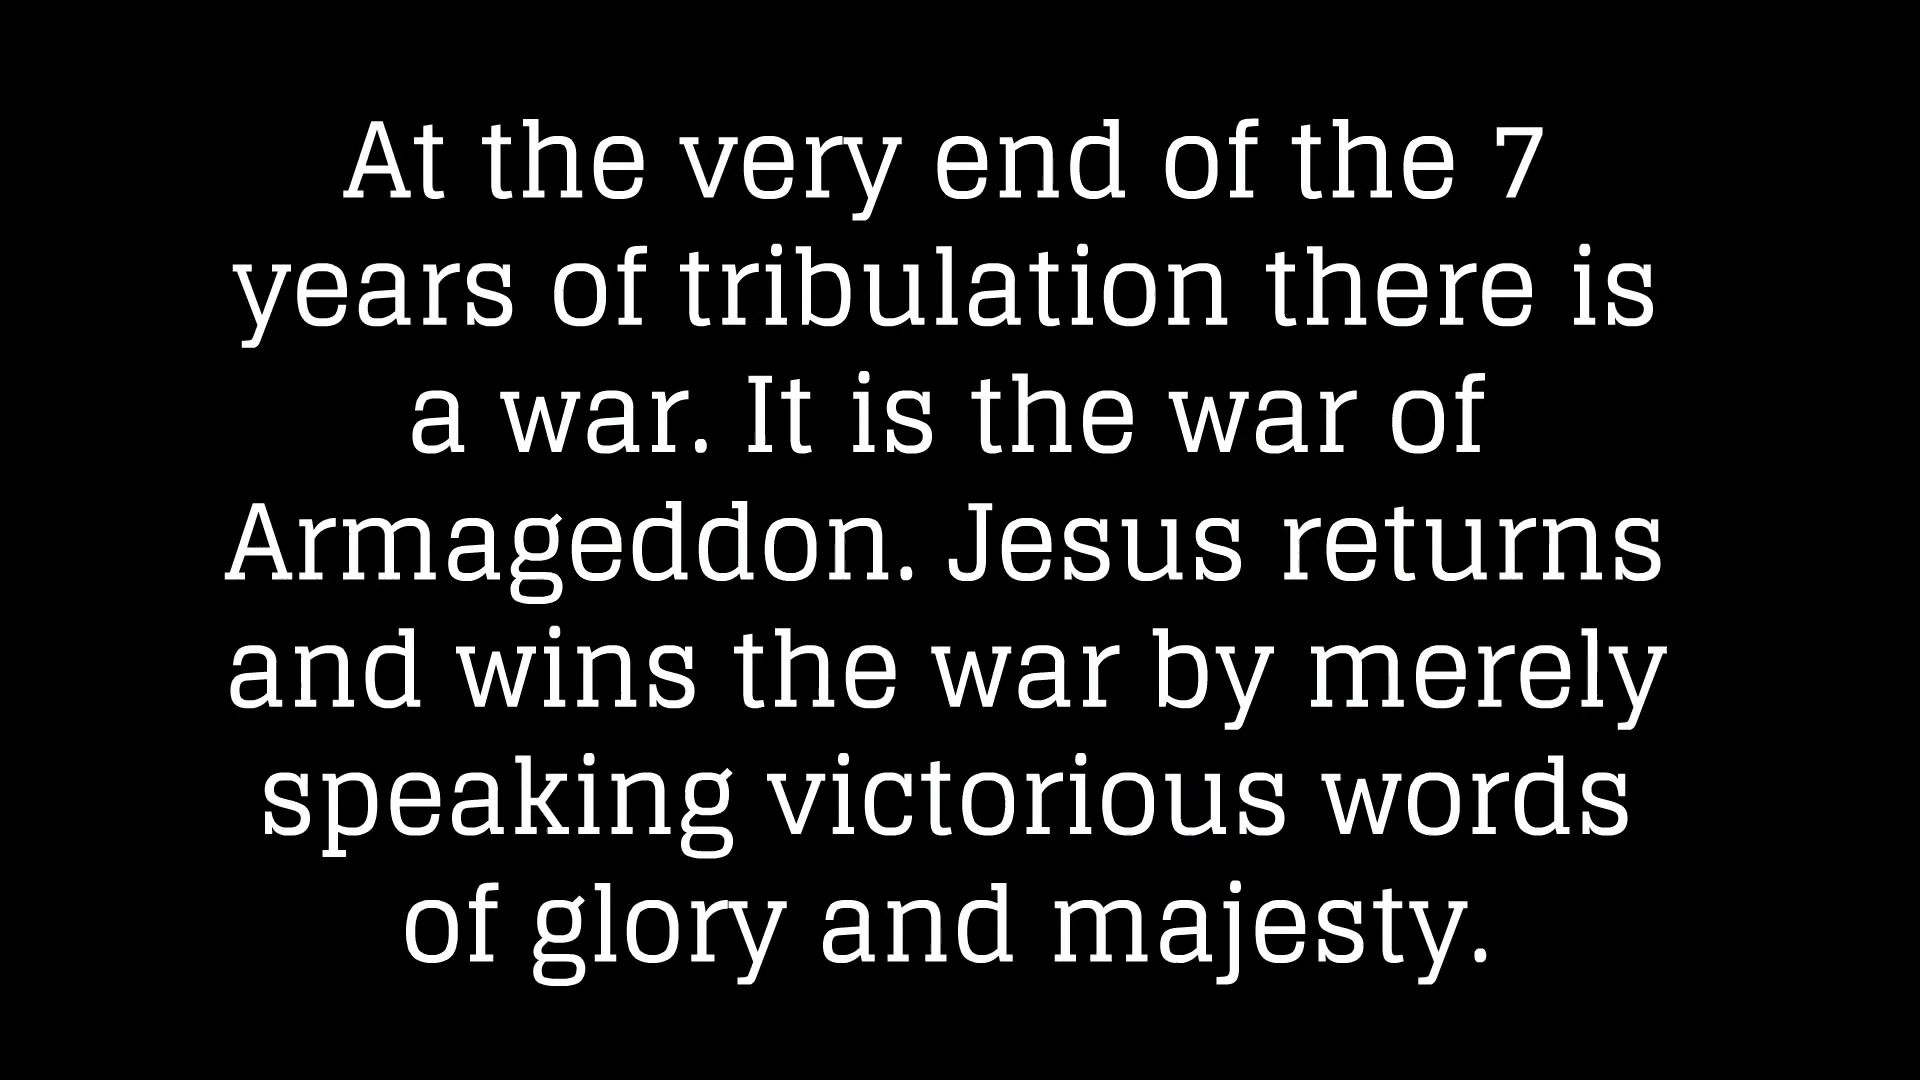 At the very end of the 7
years of tribulation there is
a war. It is the war of
Armageddon. Jesus returns
and wins the war by merely
speaking victorious words
of glory and majesty.